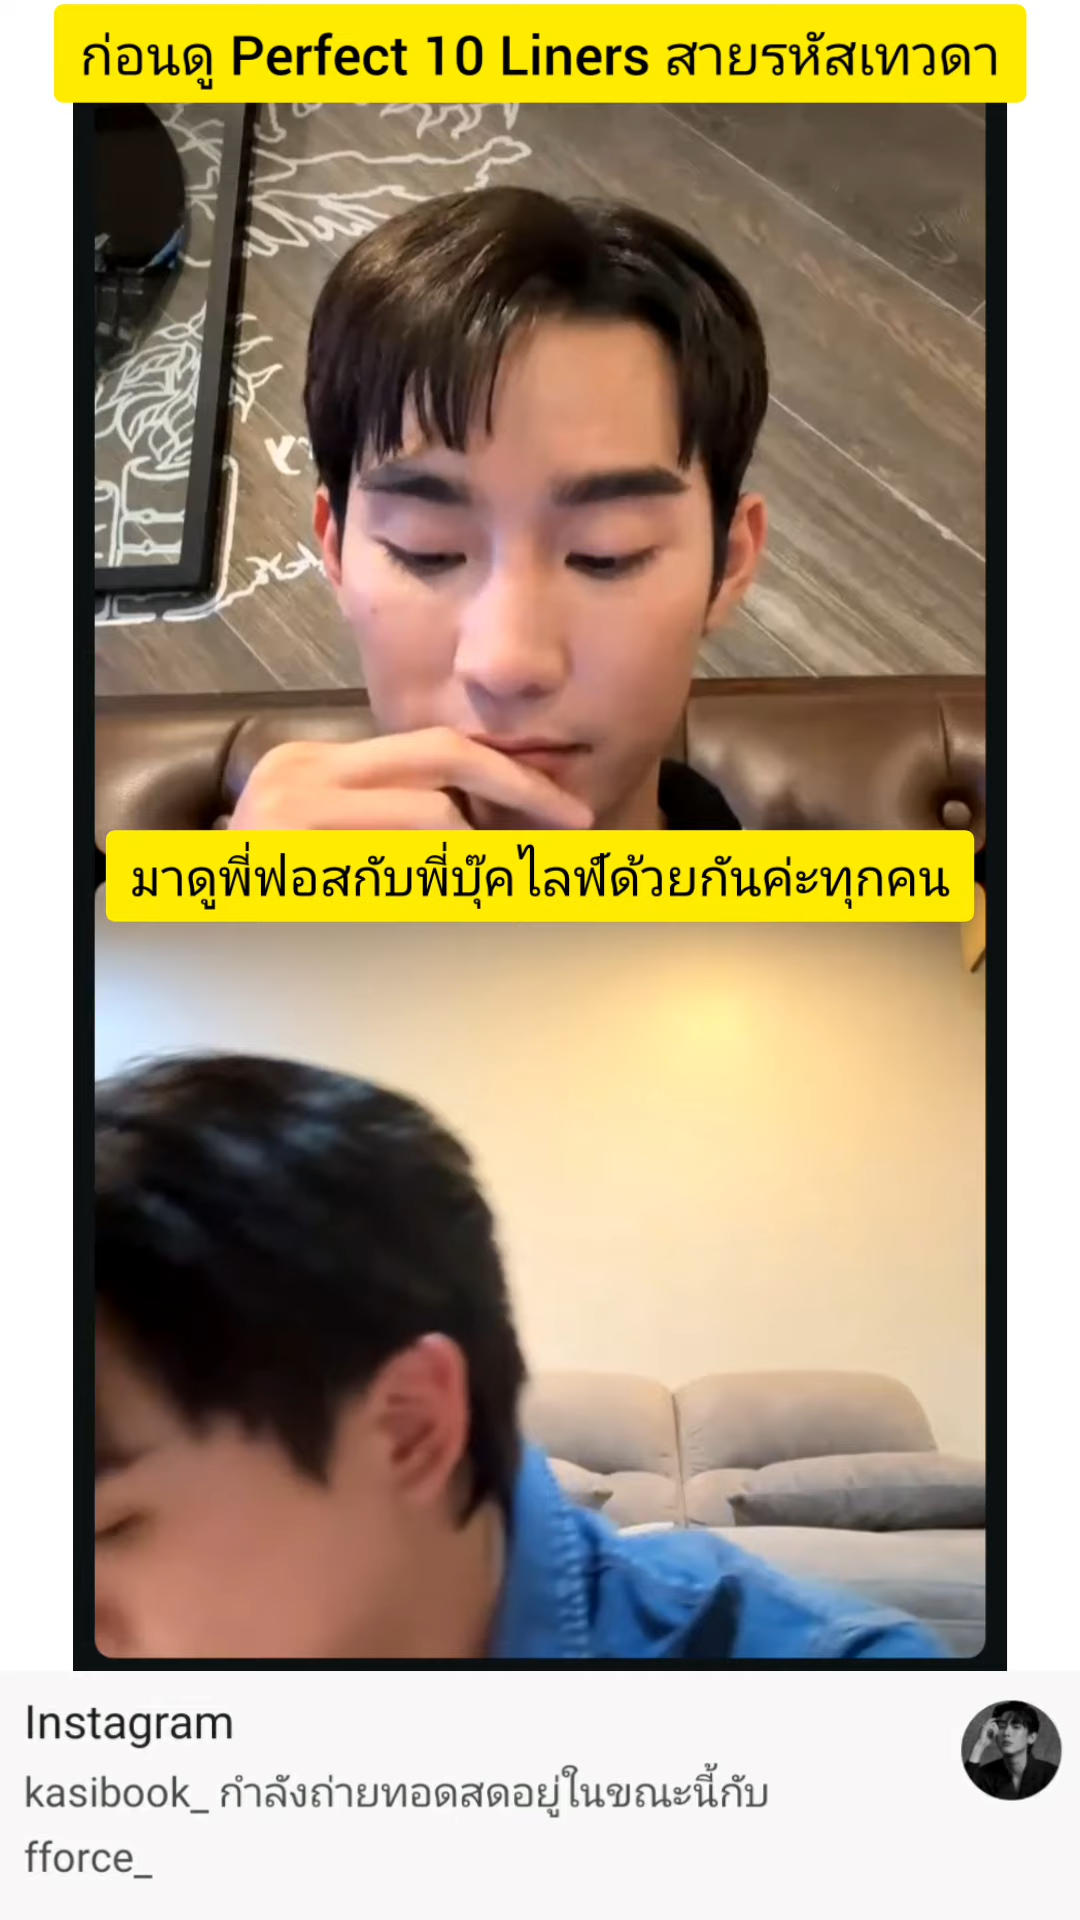 ก่อนดู Perfect 10 Liners สายรหัสเทวดา
มาดูพี่ฟอสกับพี่บุ๊คไลฟ์ด้วยกันค่ะทุกคน
Instagram
kasibook_ กำลังถ่ายทอดสดอยู่ในขณะนี้กับ
fforce_